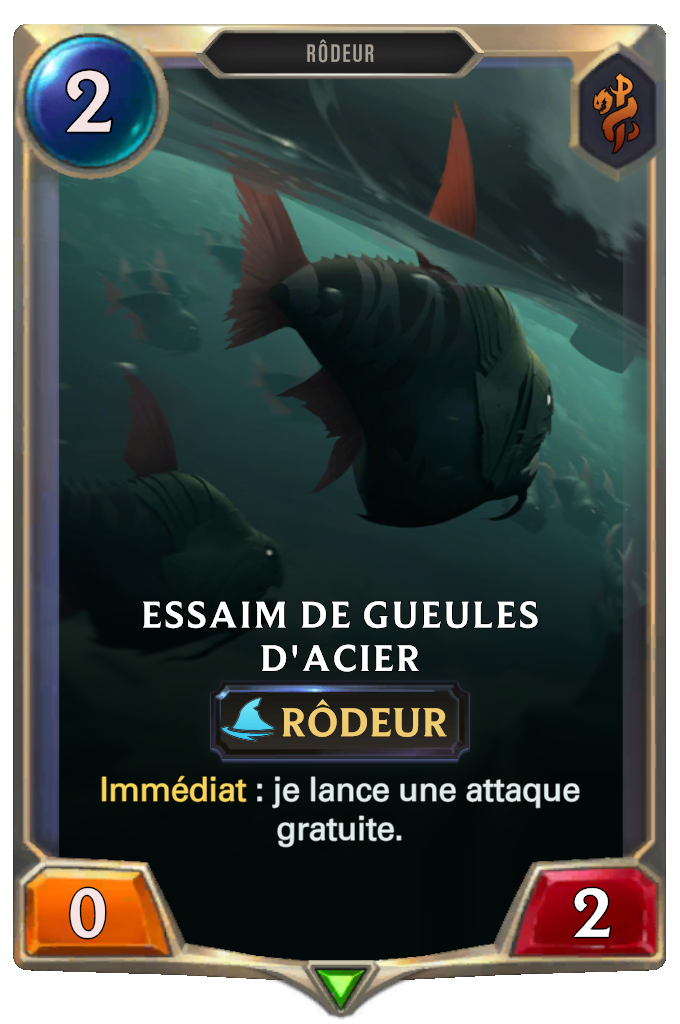 RÔDEUR
2
ESSAIM DE GUEULES
D'ACIER
RÔDEUR
Immédiat : je lance une attaque
gratuite.
0
2